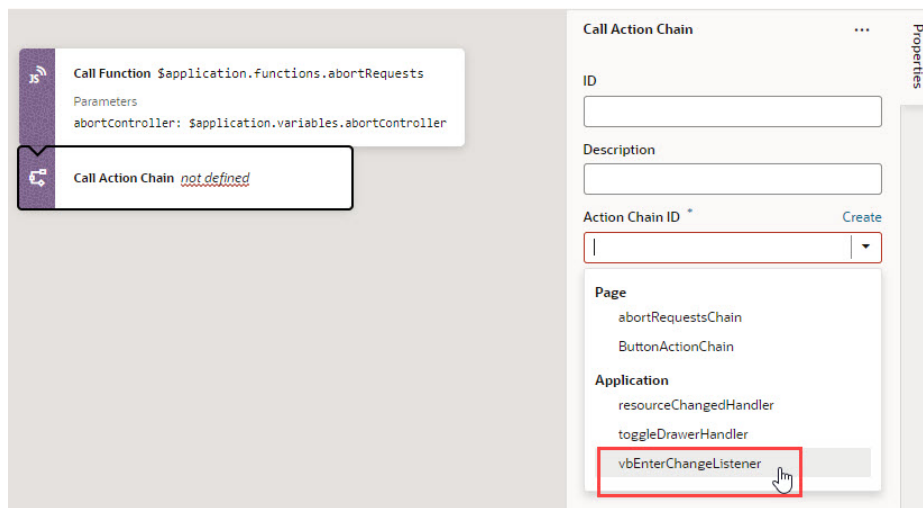 JS
Call Function $application.functions.abortRequests
Parameters
abortController: $application.variables.abortController
Call Action Chain not defined
Call Action Chain ...
Properties
ID
Description
Action Chain ID * Create
Page
abortRequestsChain
ButtonActionChain
Application
resourceChangedHandler
toggleDrawerHandler
vbEnterChangeListener